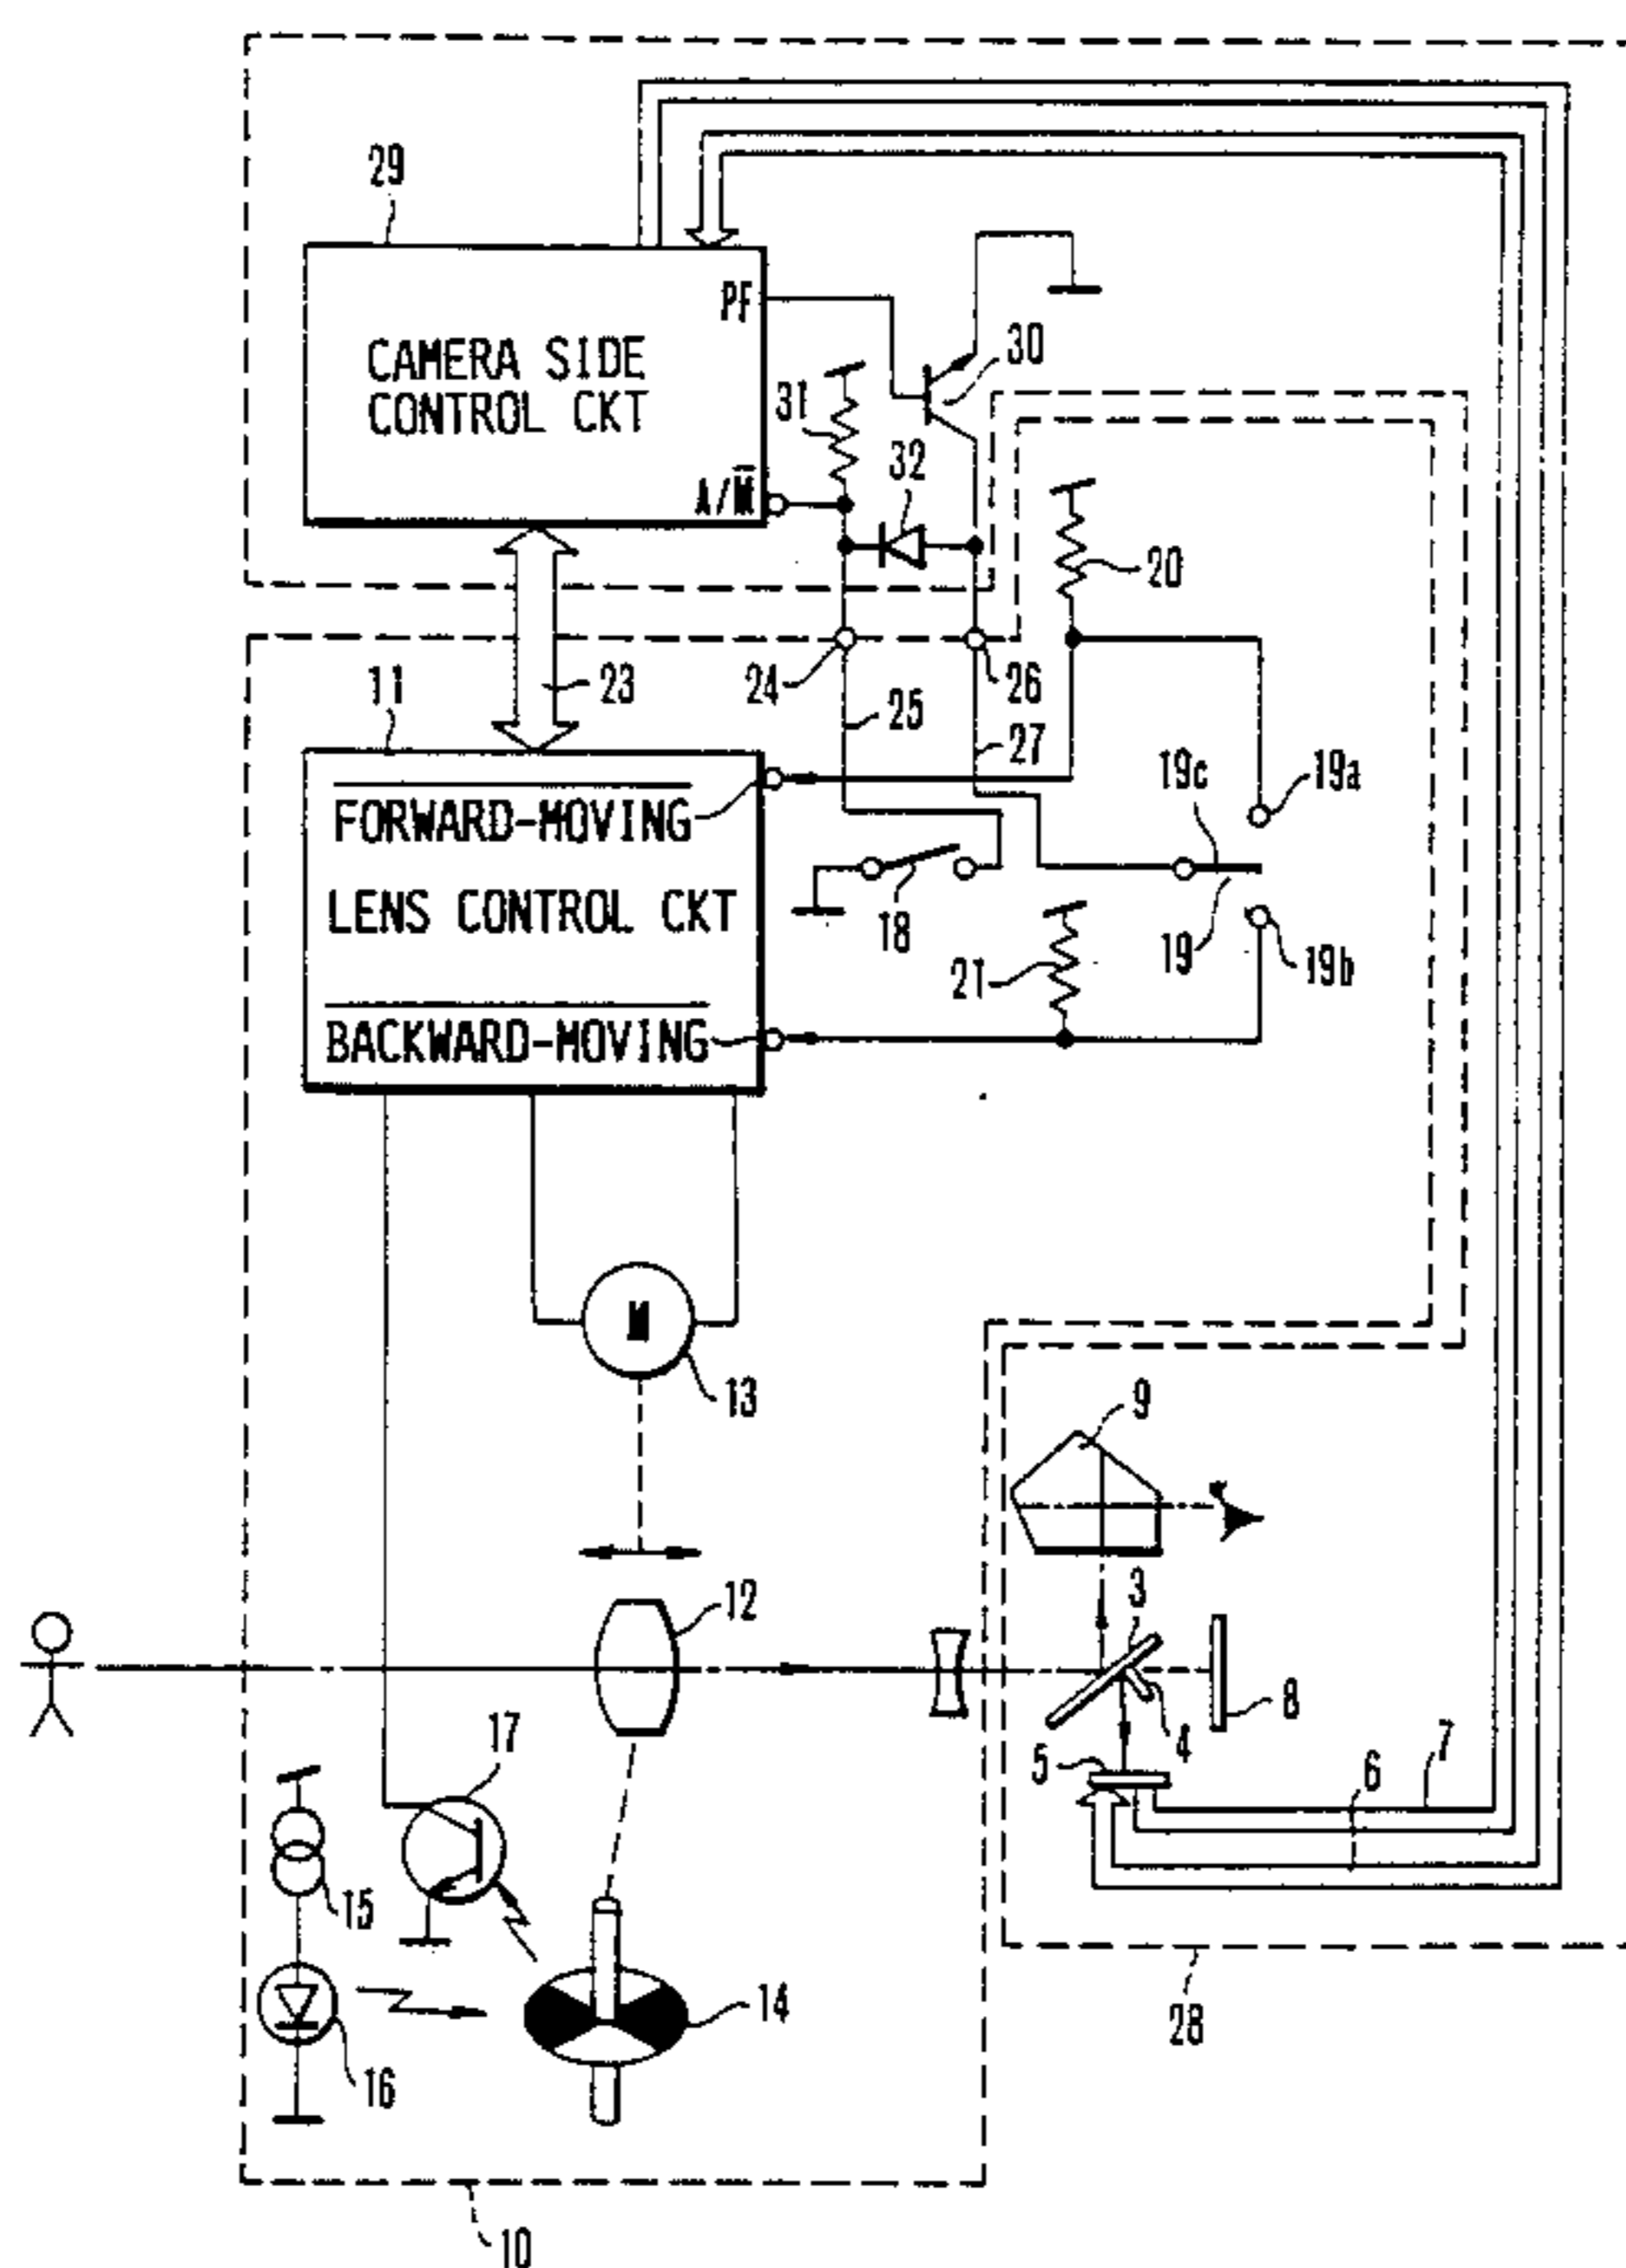 29
PF
CAMERA SIDE
CONTROL CKT
30
31
32
A/M̅
20
24
26
11
23
25
27
19c
19a
FORWARD-MOVING
LENS CONTROL CKT
18
21
19
19b
BACKWARD-MOVING
M
13
9
12
3
17
8
5
4
7
6
15
14
16
28
10